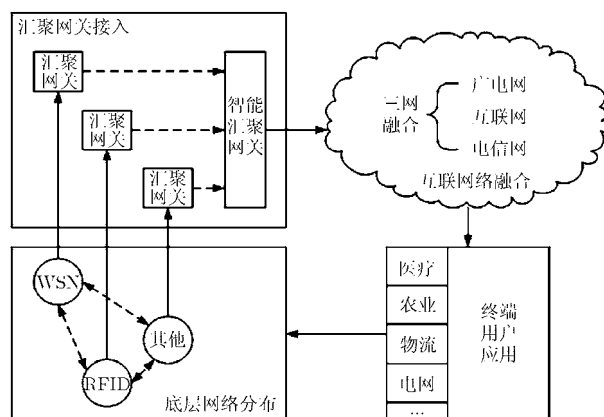 汇聚网关接入
汇聚
网关
汇聚
网关
汇聚
网关
智能
汇聚
网关
三网
融合
广电网
互联网
电信网
互联网络融合
WSN
其他
RFID
底层网络分布
医疗
农业
物流
电网
…
终端
用户
应用